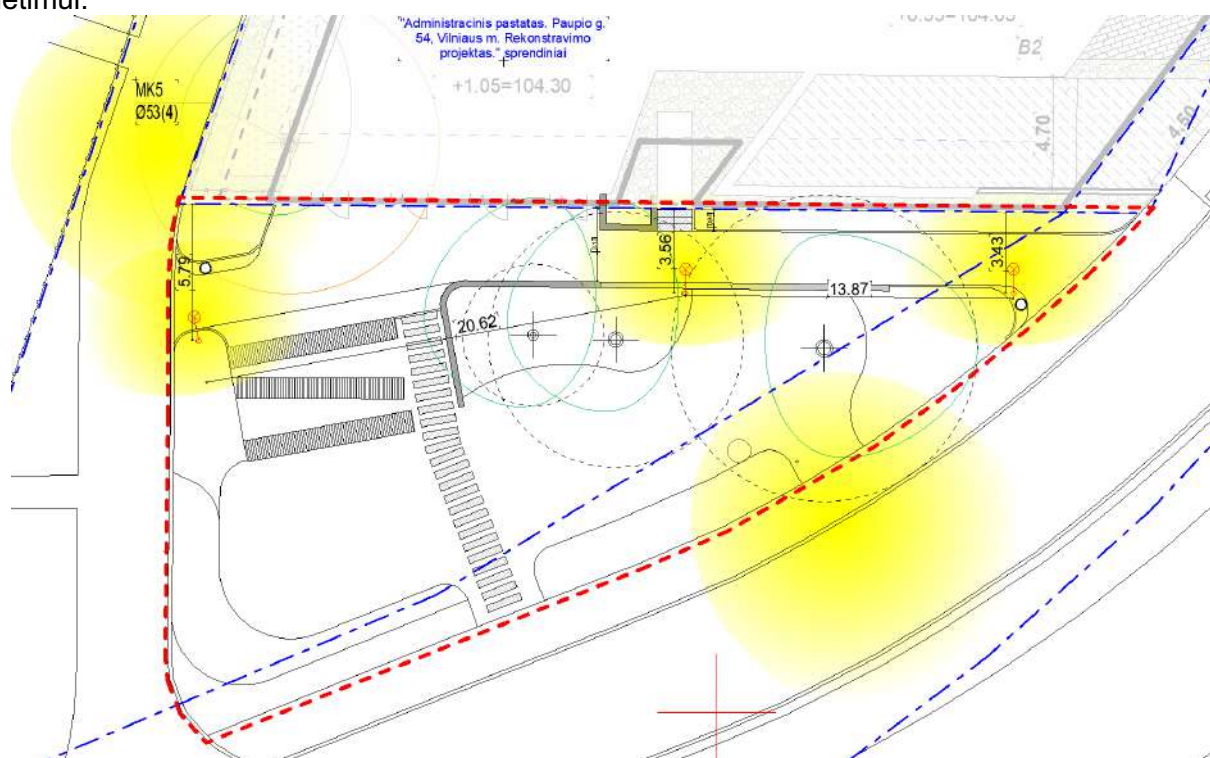 "Administracinis pastatas. Paupio g.
54, Vilniaus m. Rekonstravimo
projektas." sprendiniai
+1.05=104.30
B2
MK5
Ø53(4)
4.70
4.60
5.79
3.56
3.43
13.87
20.62